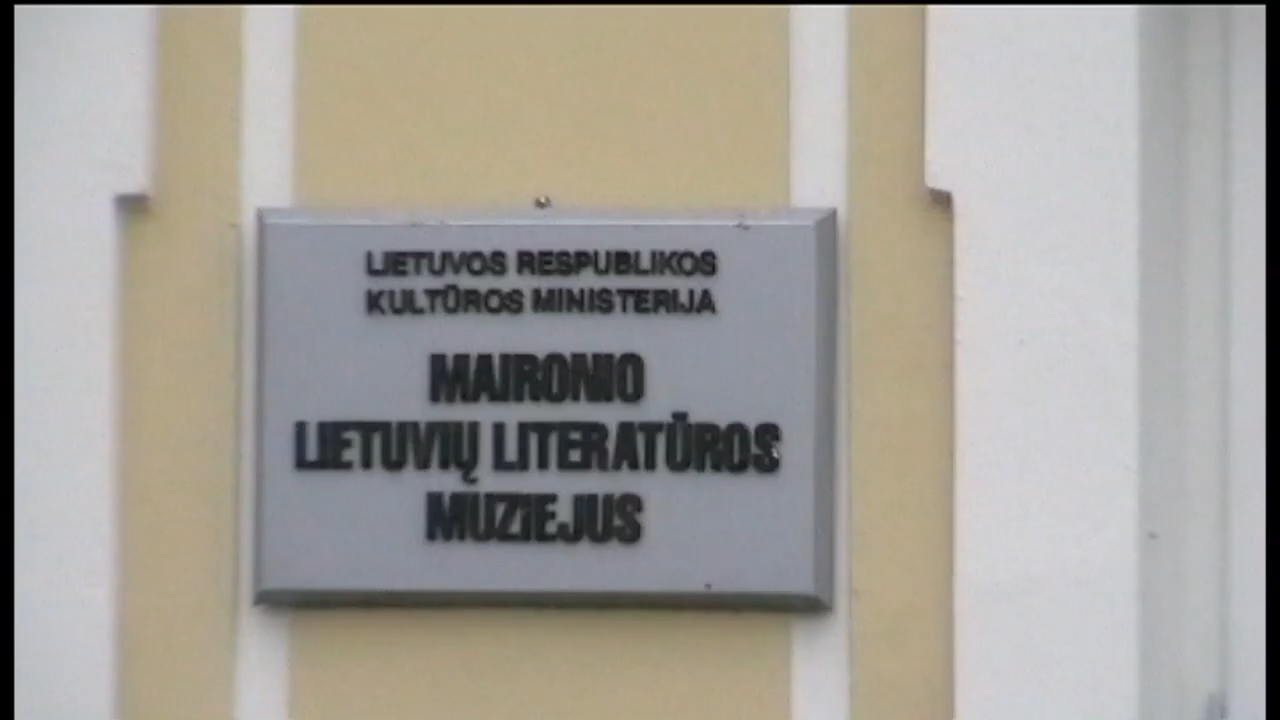 LIETUVOS RESPUBLIKOS
KULTŪROS MINISTERIJA
MAIRONIO
LIETUVIŲ LITERATŪROS
MUZIEJUS